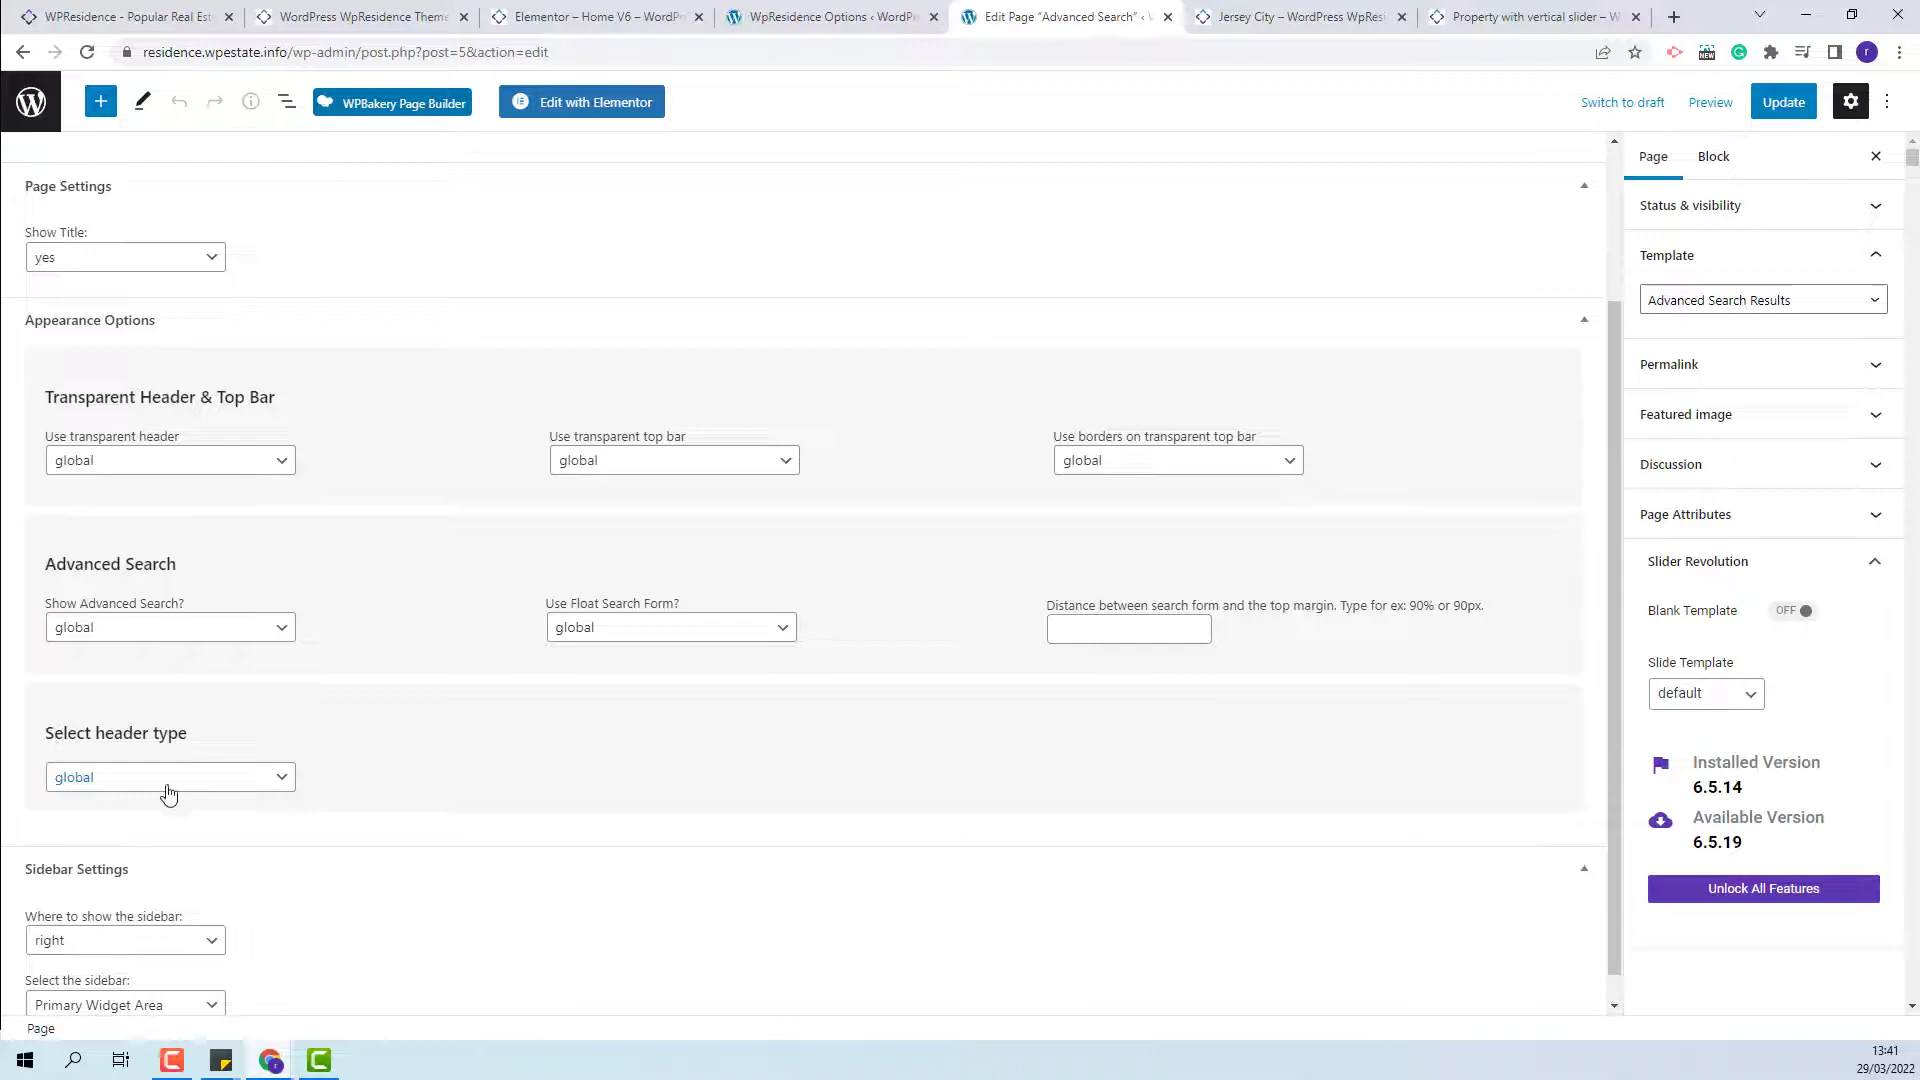 WPResidence - Popular Real Est
WordPress WpResidence Theme
Elementor – Home V6 – WordPr
WpResidence Options ‹ WordPr
Edit Page “Advanced Search” ‹ W
Jersey City – WordPress WpResi
Property with vertical slider – W
residence.wpestate.info/wp-admin/post.php?post=5&action=edit
NEW
r
WPBakery Page Builder
Edit with Elementor
Switch to draft
Preview
Update
Page Settings
Show Title:
yes
Appearance Options
Transparent Header & Top Bar
Use transparent header
Use transparent top bar
Use borders on transparent top bar
global
global
global
Advanced Search
Show Advanced Search?
Use Float Search Form?
Distance between search form and the top margin. Type for ex: 90% or 90px.
global
global
Select header type
global
Sidebar Settings
Where to show the sidebar:
right
Select the sidebar:
Primary Widget Area
Page
Page
Block
Status & visibility
Template
Advanced Search Results
Permalink
Featured image
Discussion
Page Attributes
Slider Revolution
Blank Template
OFF
Slide Template
default
Installed Version
6.5.14
Available Version
6.5.19
Unlock All Features
13:41
29/03/2022